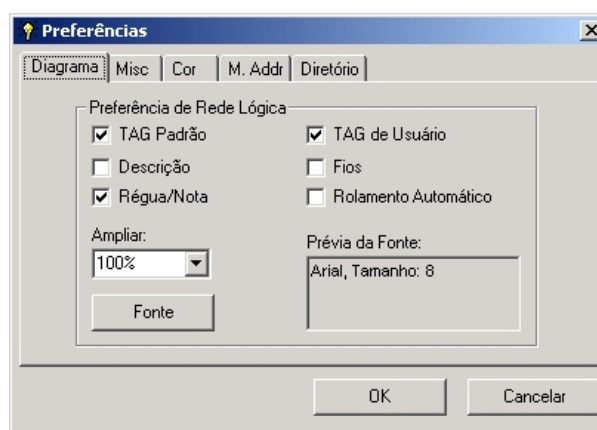 Preferências
Diagrama Misc Cor M. Addr Diretório
Preferência de Rede Lógica
TAG Padrão TAG de Usuário
Descrição Fios
Régua/Nota Rolamento Automático
Ampliar: Prévia da Fonte:
100% Arial, Tamanho: 8
Fonte
OK Cancelar